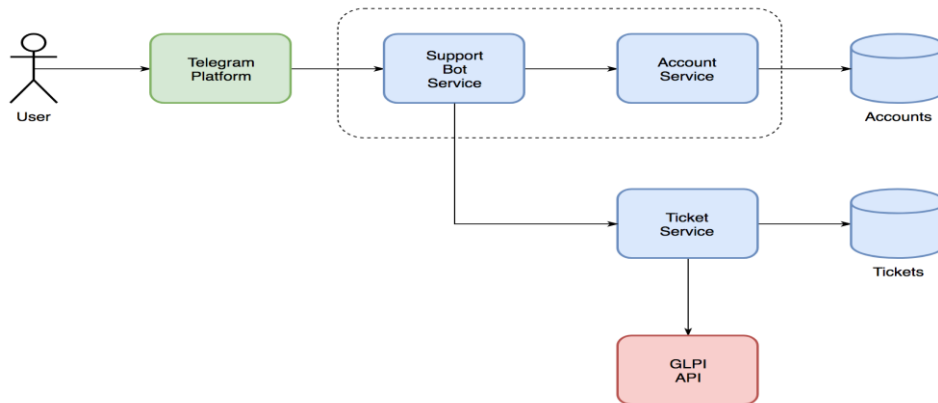 Telegram
Platform
Support
Bot
Service
Account
Service
User
Accounts
Ticket
Service
Tickets
GLPI
API